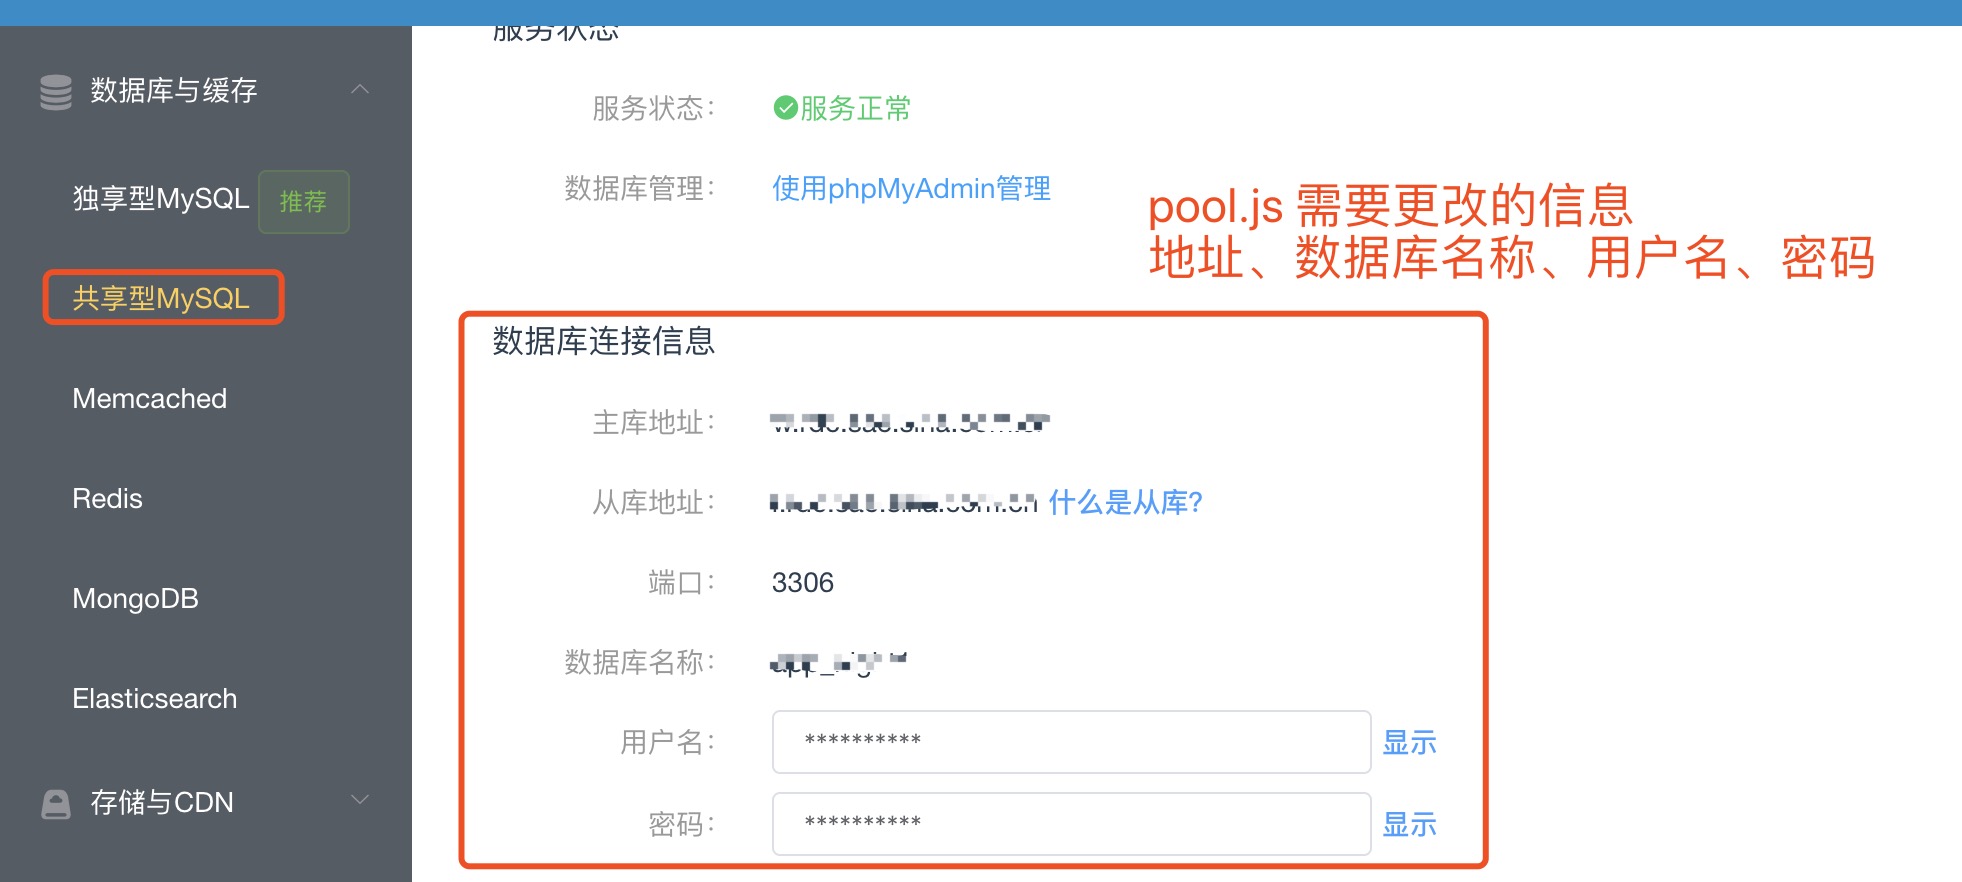 数据库与缓存
独享型MySQL 推荐
共享型MySQL
Memcached
Redis
MongoDB
Elasticsearch
存储与CDN
服务状态
服务状态： 服务正常
数据库管理： 使用phpMyAdmin管理
pool.js 需要更改的信息
地址、数据库名称、用户名、密码
数据库连接信息
主库地址：
从库地址： 什么是从库?
端口： 3306
数据库名称：
用户名： ********** 显示
密码： ********** 显示